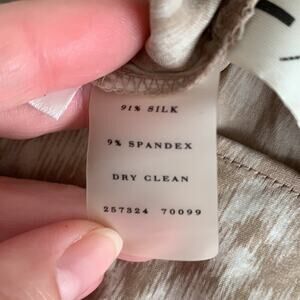 91% SILK
9% SPANDEX
DRY CLEAN
257324 70099